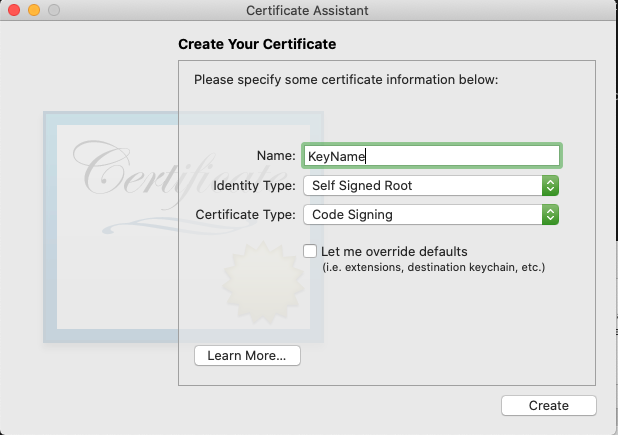 Certificate Assistant
Create Your Certificate
Please specify some certificate information below:
Certificate
Name: KeyName
Identity Type: Self Signed Root
Certificate Type: Code Signing
Let me override defaults
(i.e. extensions, destination keychain, etc.)
Learn More...
Create